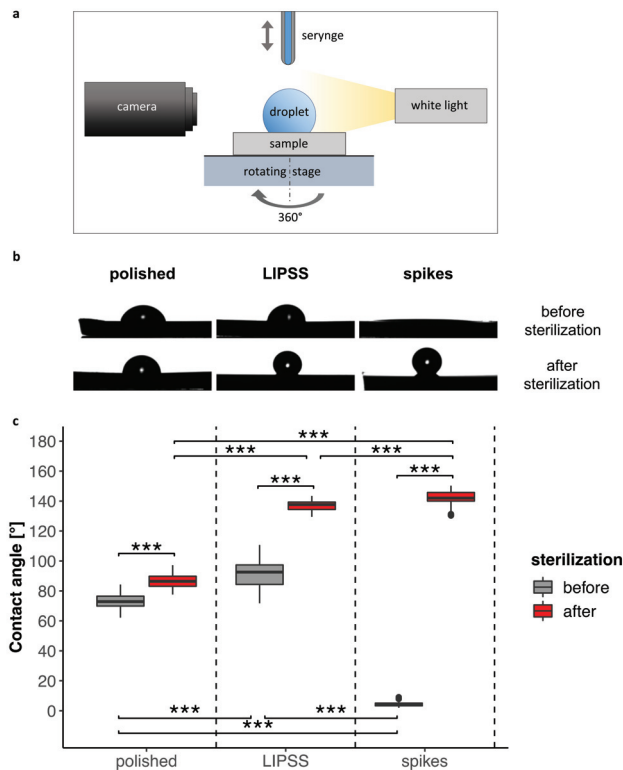 a
serynge
camera
droplet
white light
sample
rotating stage
360°
b
polished LIPSS spikes
before
sterilization
after
sterilization
c
180
160
140
120
100
80
60
40
20
0
Contact angle [°]
***
***
***
***
***
***
***
***
***
sterilization
before
after
polished LIPSS spikes